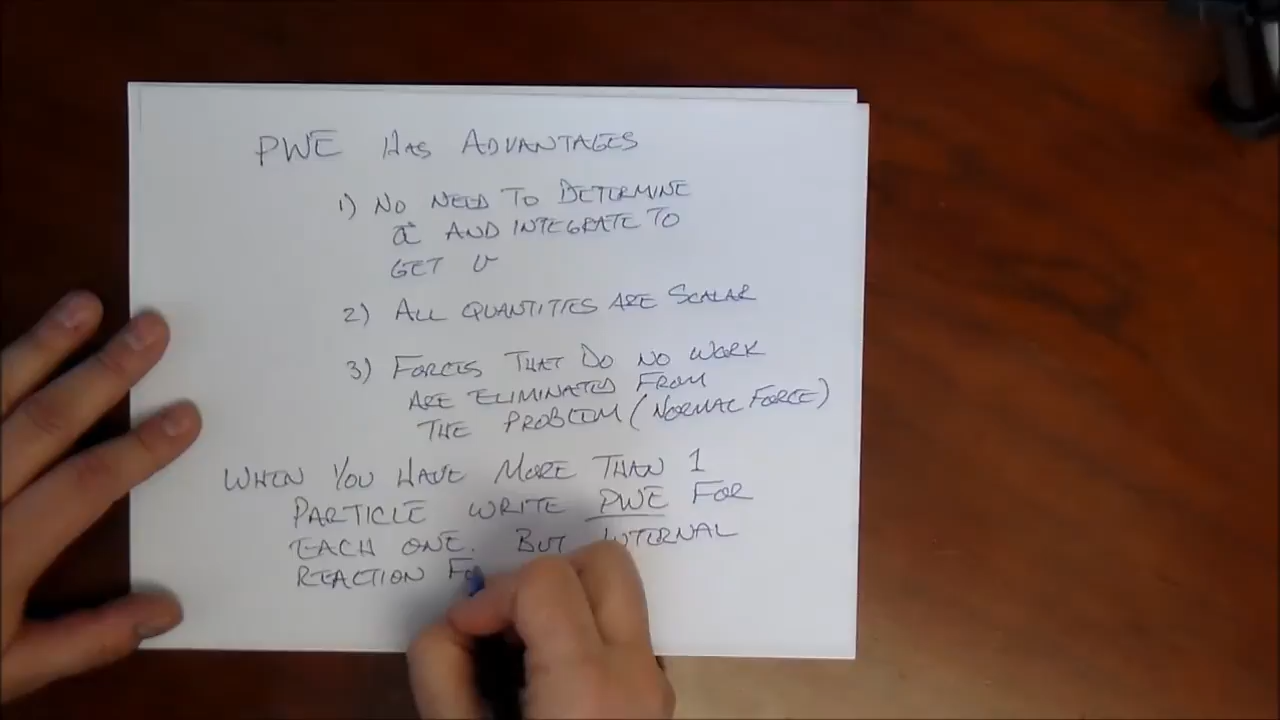 PWE HAS ADVANTAGES
1) NO NEED TO DETERMINE
a⃗ AND INTEGRATE TO
GET v
2) ALL QUANTITIES ARE SCALAR
3) FORCES THAT DO NO WORK
ARE ELIMINATED FROM
THE PROBLEM (NORMAL FORCE)
WHEN YOU HAVE MORE THAN 1
PARTICLE WRITE PWE FOR
EACH ONE. BUT INTERNAL
REACTION Fo